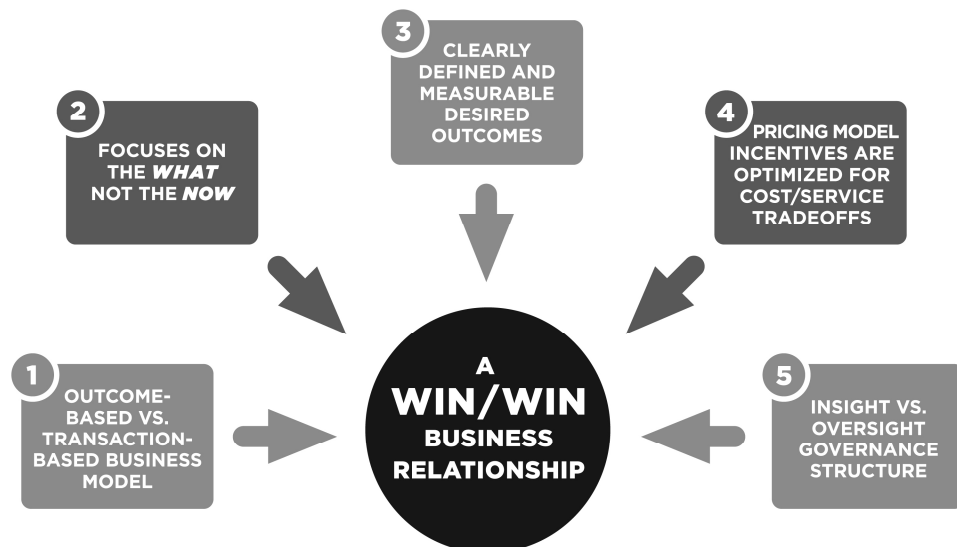 1
OUTCOME-
BASED VS.
TRANSACTION-
BASED BUSINESS
MODEL
2
FOCUSES ON
THE WHAT
NOT THE NOW
3
CLEARLY
DEFINED AND
MEASURABLE
DESIRED
OUTCOMES
4
PRICING MODEL
INCENTIVES ARE
OPTIMIZED FOR
COST/SERVICE
TRADEOFFS
5
INSIGHT VS.
OVERSIGHT
GOVERNANCE
STRUCTURE
A
WIN/WIN
BUSINESS
RELATIONSHIP